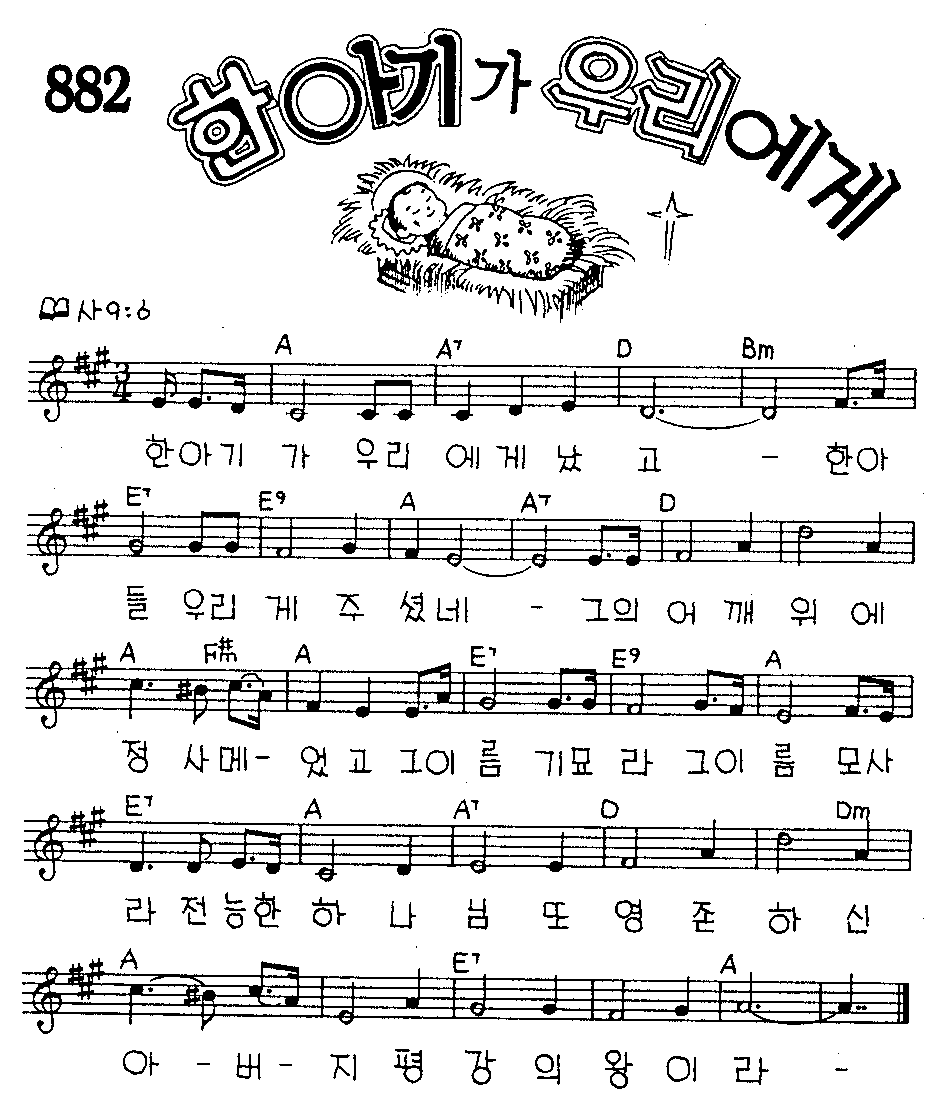 882 한아기가 우리에게
사9:6
A A7 D Bm
한아기 가 우리 에게 났 고 - 한아
E7 E9 A A7 D
들 우리 게 주 셨네 - 그의 어 깨 위 에
A F#m A E7 E9 A
정 사메- 었고 그이 름 기묘 라 그이 름 모사
E7 A A7 D Dm
라 전능한 하 나 님 또 영 존 하 신
A E7 A
아 - 버 - 지 평 강 의 왕 이 라 -